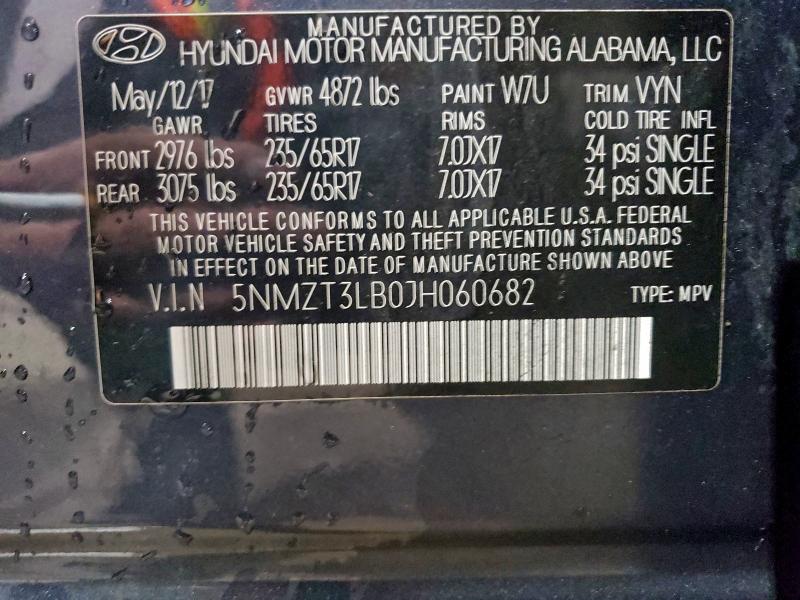 MANUFACTURED BY
HYUNDAI MOTOR MANUFACTURING ALABAMA, LLC
May/12/17 GVWR 4872 lbs PAINT W7U TRIM VYN
GAWR TIRES RIMS COLD TIRE INFL
FRONT 2976 lbs 235/65R17 7.0JX17 34 psi SINGLE
REAR 3075 lbs 235/65R17 7.0JX17 34 psi SINGLE
THIS VEHICLE CONFORMS TO ALL APPLICABLE U.S.A. FEDERAL
MOTOR VEHICLE SAFETY AND THEFT PREVENTION STANDARDS
IN EFFECT ON THE DATE OF MANUFACTURING SHOWN ABOVE
V.I.N 5NMZT3LB0JH060682 TYPE: MPV